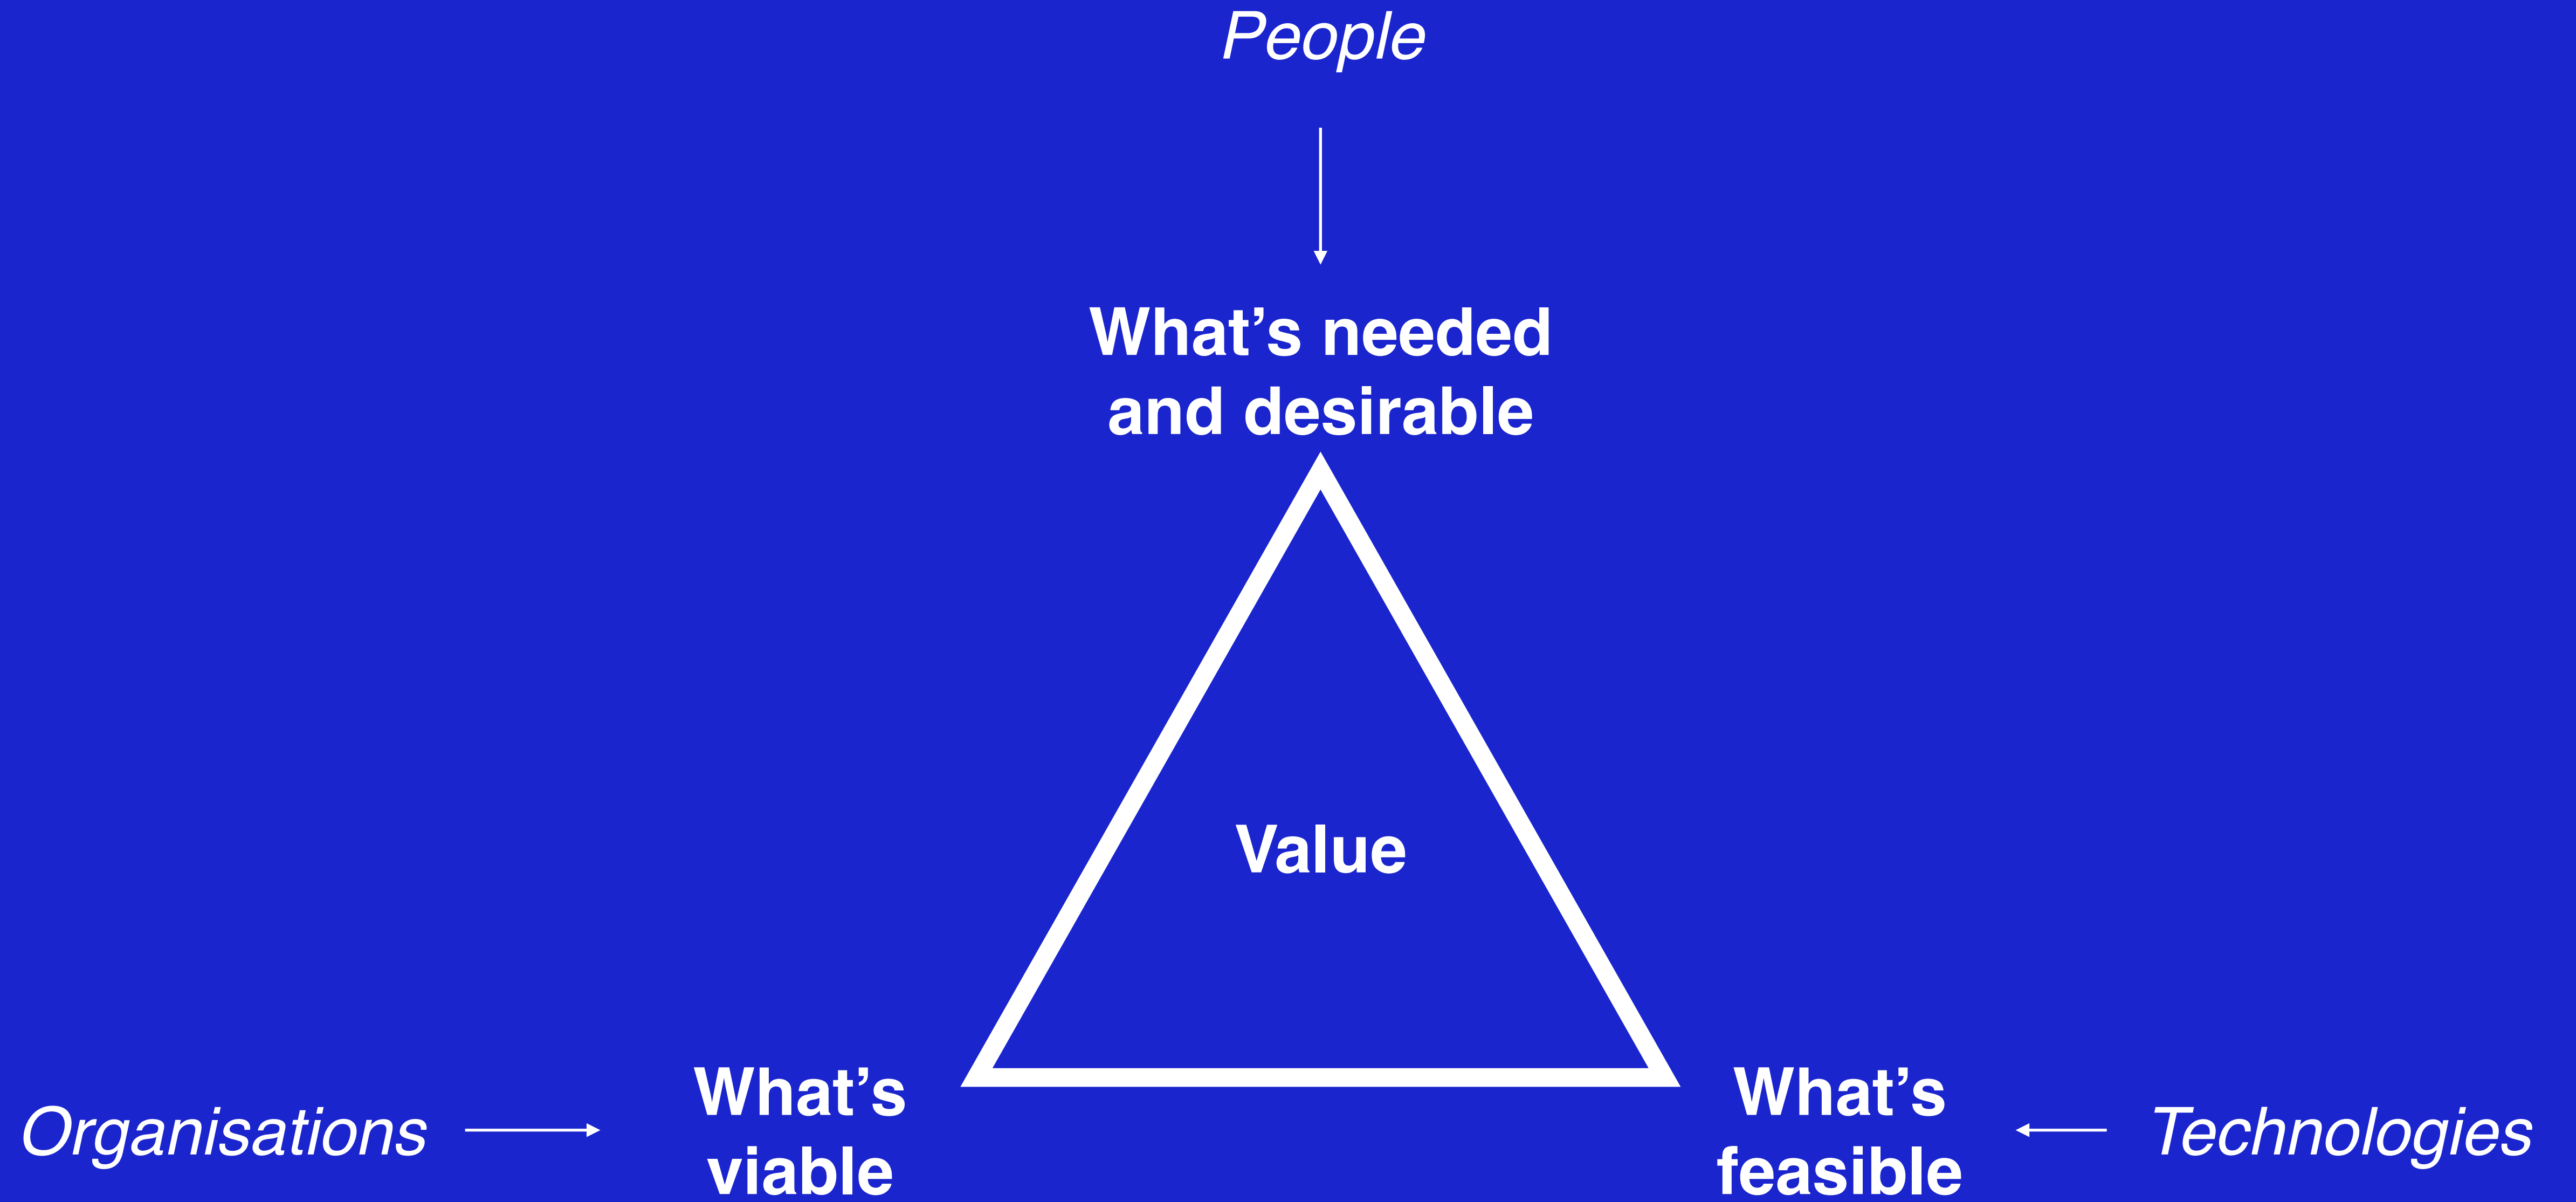 People
What’s needed
and desirable
Value
What’s
viable
What’s
feasible
Organisations
Technologies